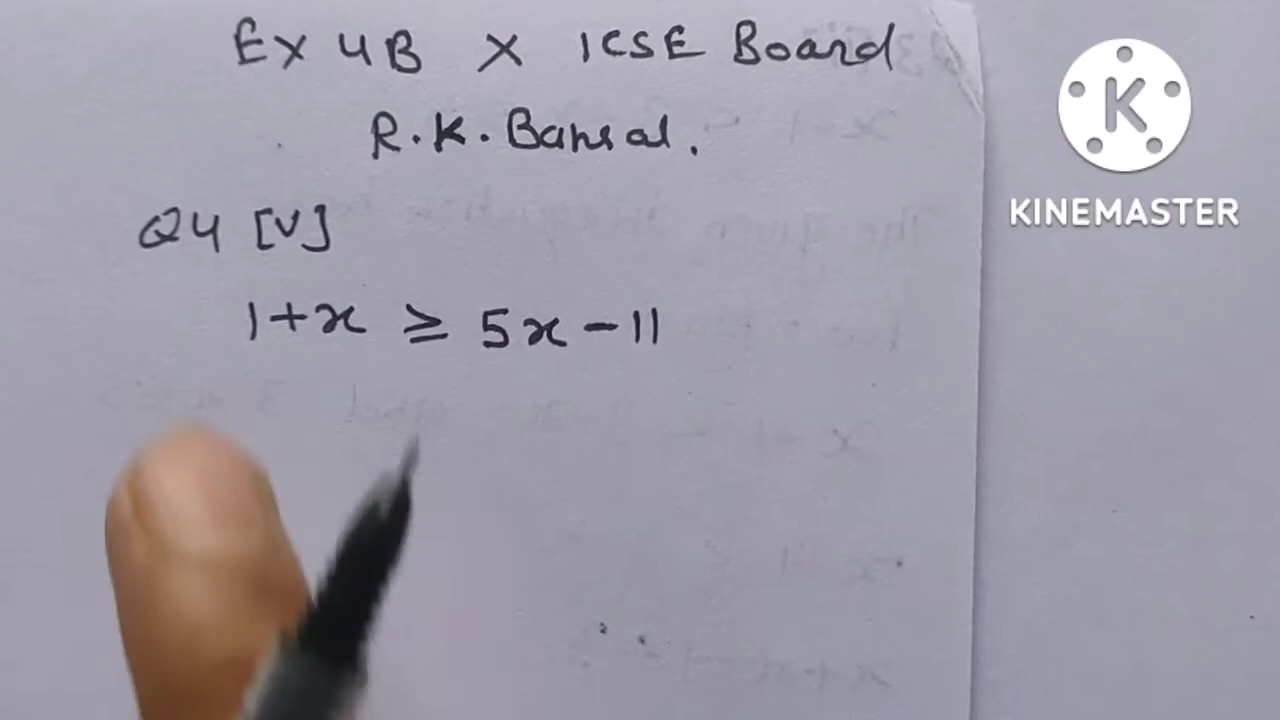 Ex 4B X ICSE Board
R.K. Bansal.
Q4 [V]
1+x ≥ 5x-11
K
KINEMASTER